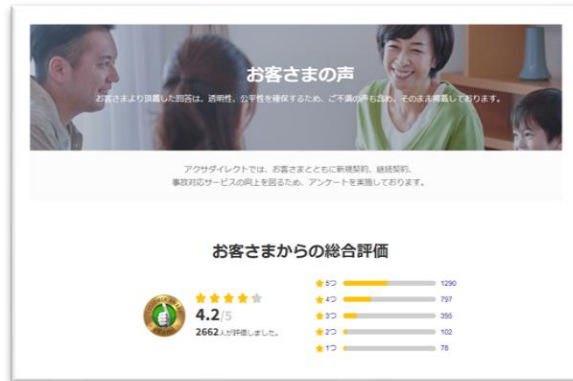 お客さまの声
お客さまより頂戴した回答は、透明性、公平性を確保するため、ご不満の声も含め、そのまま掲載しております。
アクサダイレクトでは、お客さまとともに新規契約、継続契約、
事故対応サービスの向上を図るため、アンケートを実施しております。
お客さまからの総合評価
4.2/5
2662人が評価しました。
5つ 1290
4つ 797
3つ 395
2つ 102
1つ 78